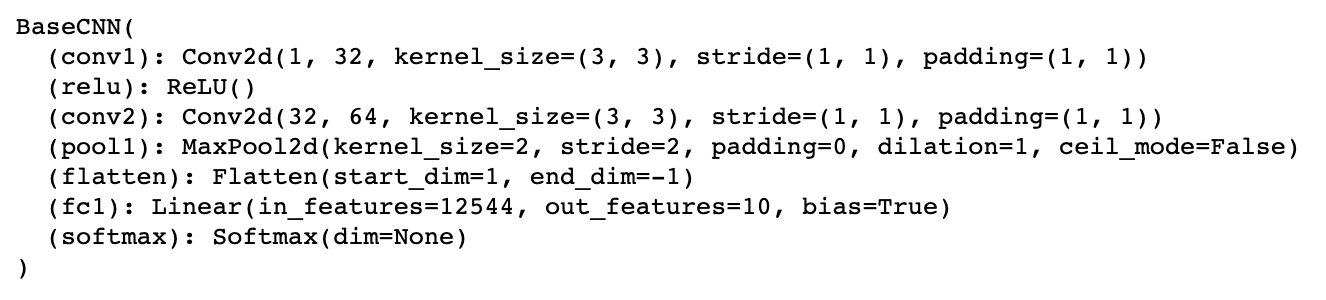 BaseCNN(
  (conv1): Conv2d(1, 32, kernel_size=(3, 3), stride=(1, 1), padding=(1, 1))
  (relu): ReLU()
  (conv2): Conv2d(32, 64, kernel_size=(3, 3), stride=(1, 1), padding=(1, 1))
  (pool1): MaxPool2d(kernel_size=2, stride=2, padding=0, dilation=1, ceil_mode=False)
  (flatten): Flatten(start_dim=1, end_dim=-1)
  (fc1): Linear(in_features=12544, out_features=10, bias=True)
  (softmax): Softmax(dim=None)
)